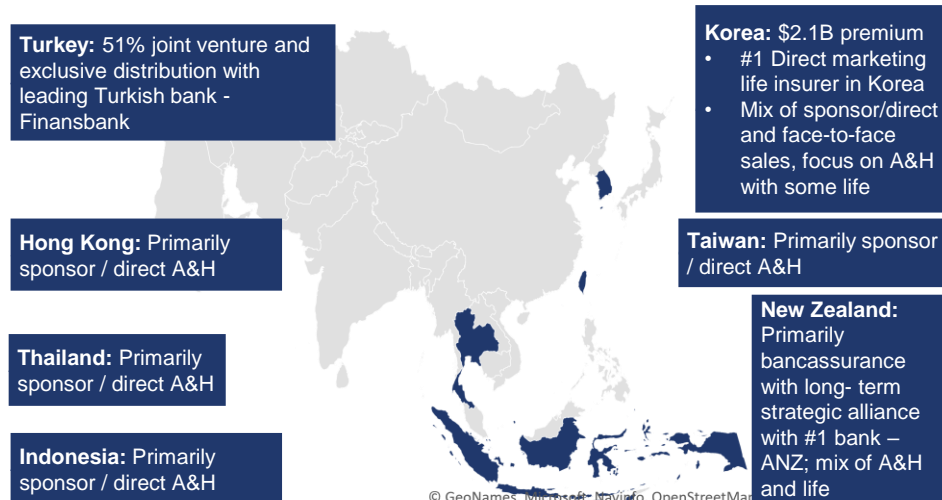 Turkey: 51% joint venture and
exclusive distribution with
leading Turkish bank -
Finansbank
Korea: $2.1B premium
• #1 Direct marketing
life insurer in Korea
• Mix of sponsor/direct
and face-to-face
sales, focus on A&H
with some life
Hong Kong: Primarily
sponsor / direct A&H
Taiwan: Primarily sponsor
/ direct A&H
Thailand: Primarily
sponsor / direct A&H
New Zealand:
Primarily
bancassurance
with long- term
strategic alliance
with #1 bank –
ANZ; mix of A&H
and life
Indonesia: Primarily
sponsor / direct A&H
© GeoNames, Microsoft, Navinfo, OpenStreetMap